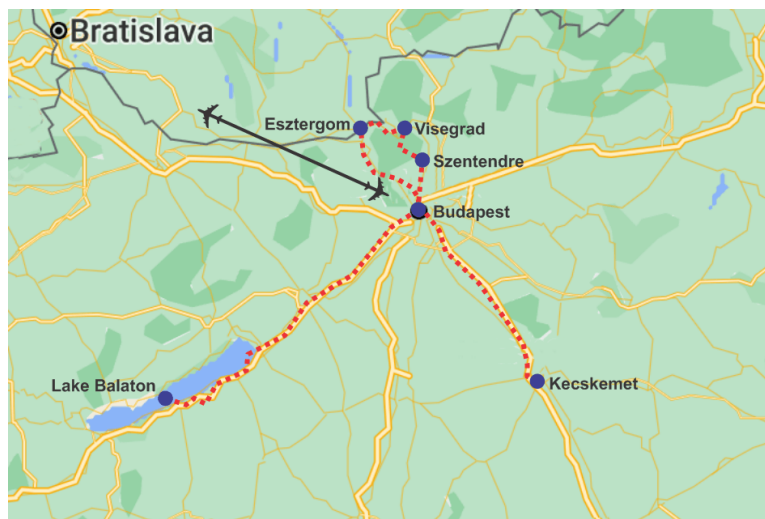 Bratislava
Esztergom
Visegrad
Szentendre
Budapest
Lake Balaton
Kecskemet